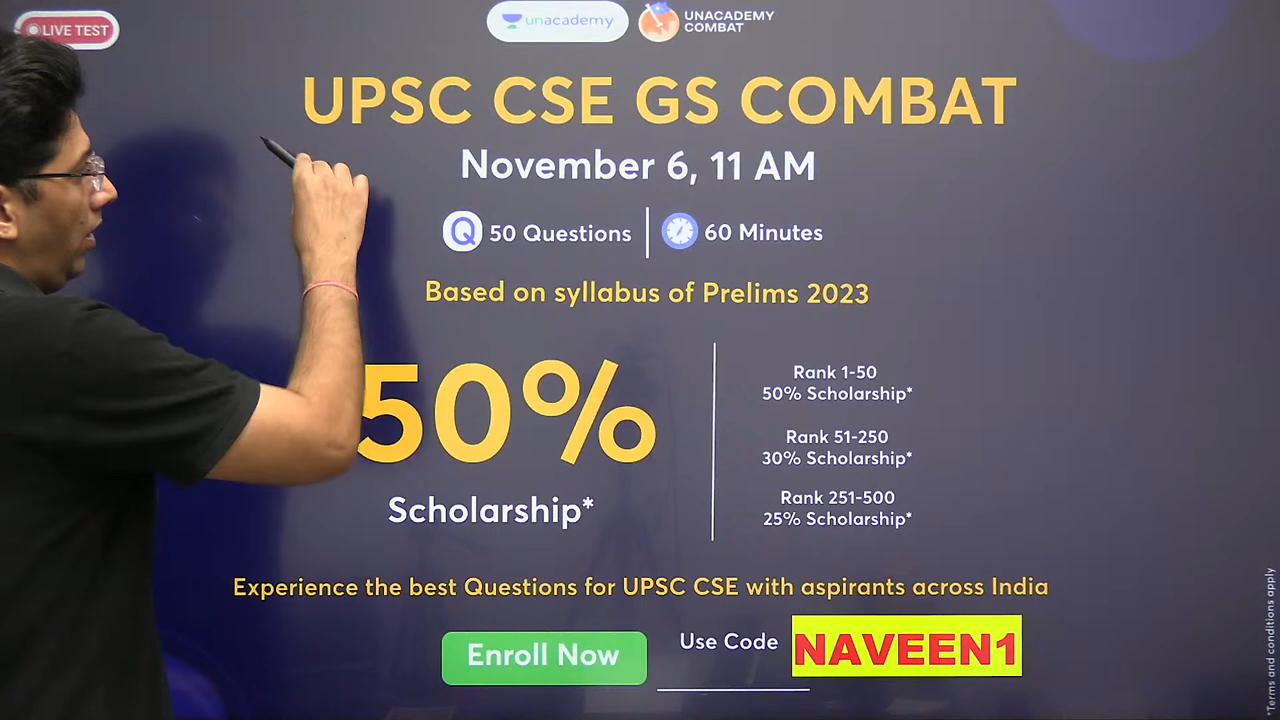 LIVE TEST
unacademy
UNACADEMY
COMBAT
UPSC CSE GS COMBAT
November 6, 11 AM
Q 50 Questions
60 Minutes
Based on syllabus of Prelims 2023
50%
Scholarship*
Rank 1-50
50% Scholarship*
Rank 51-250
30% Scholarship*
Rank 251-500
25% Scholarship*
Experience the best Questions for UPSC CSE with aspirants across India
Enroll Now
Use Code
NAVEEN1
*Terms and conditions apply